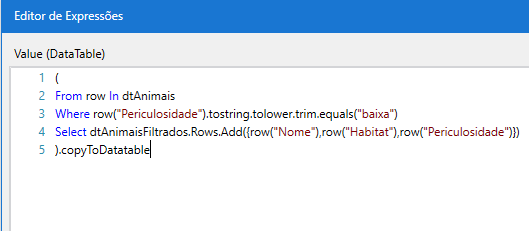 Editor de Expressões
Value (DataTable)
1 (
2 From row In dtAnimais
3 Where row("Periculosidade").tostring.tolower.trim.equals("baixa")
4 Select dtAnimaisFiltrados.Rows.Add({row("Nome"),row("Habitat"),row("Periculosidade")})
5 ).copyToDatatable